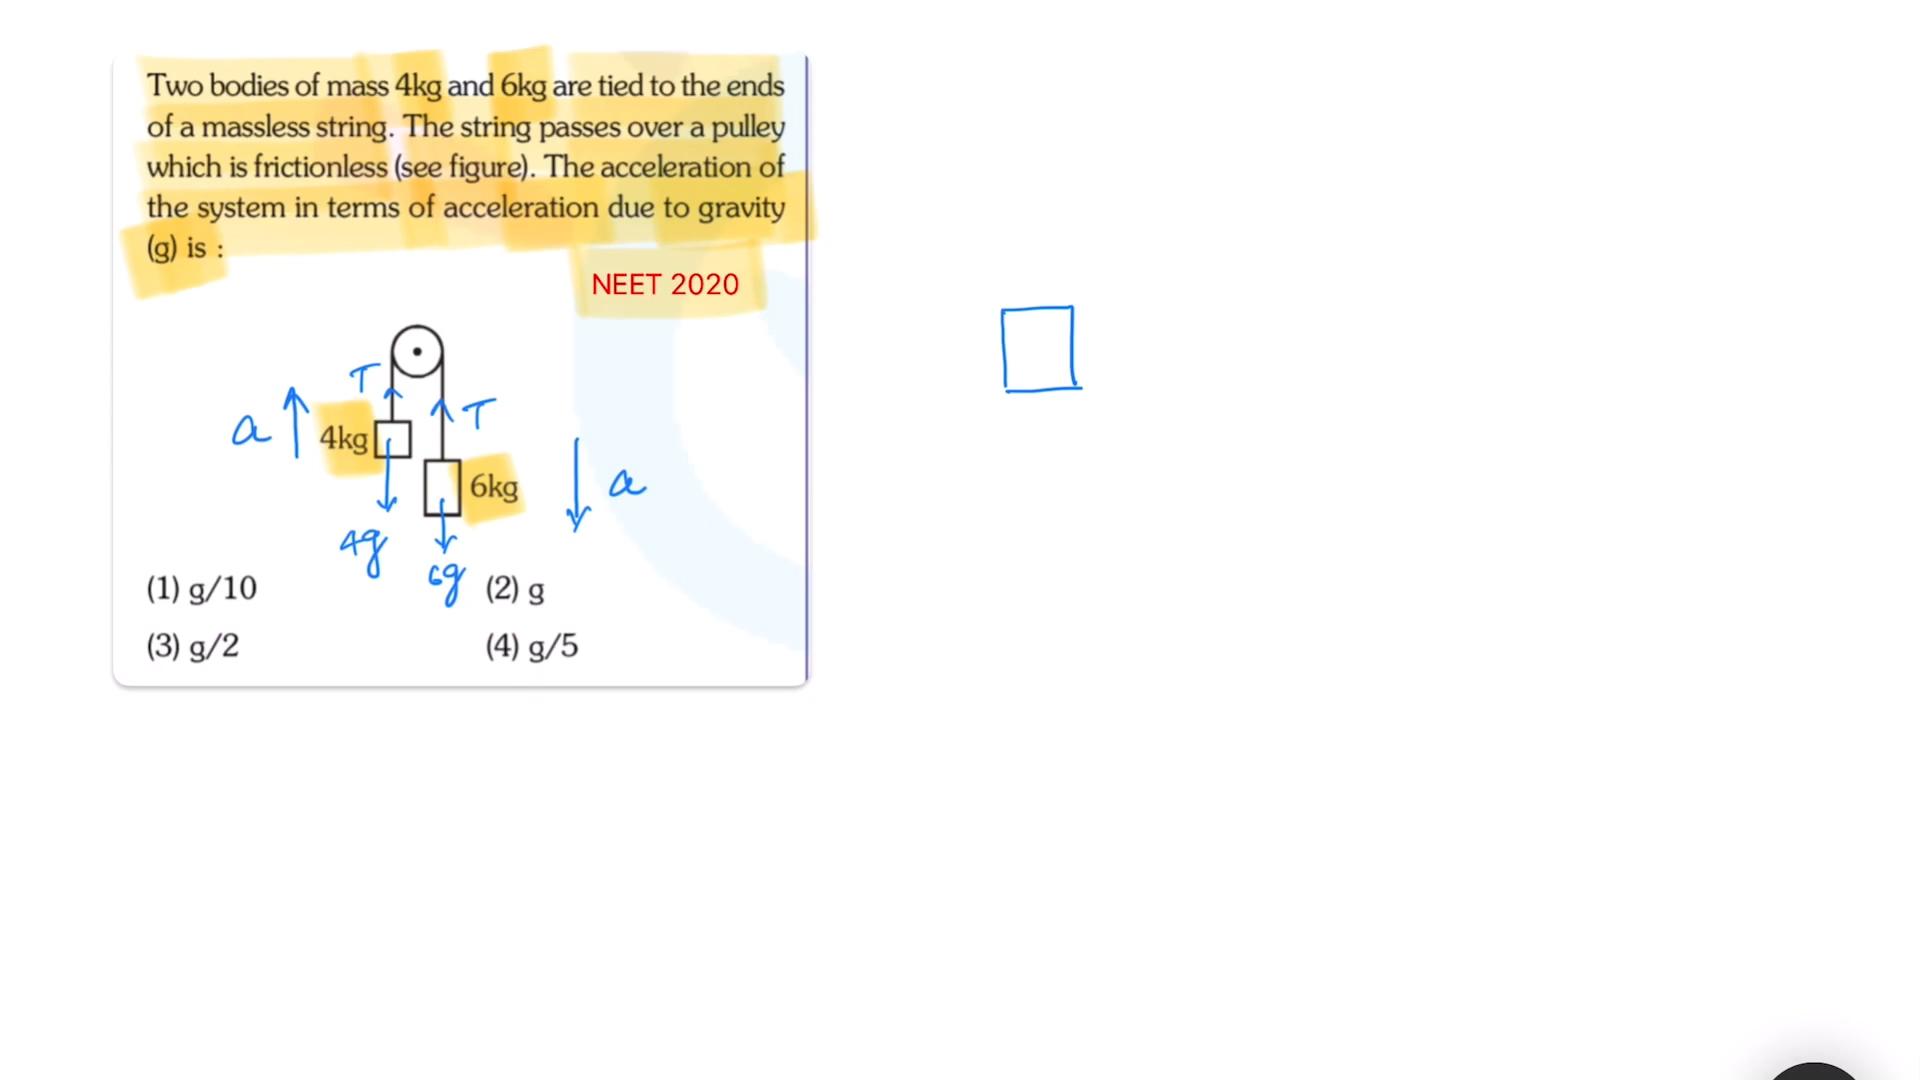 Two bodies of mass 4kg and 6kg are tied to the ends
of a massless string. The string passes over a pulley
which is frictionless (see figure). The acceleration of
the system in terms of acceleration due to gravity
(g) is :
NEET 2020
T
T
a
4kg
6kg
a
4g
6g
(1) g/10
(2) g
(3) g/2
(4) g/5